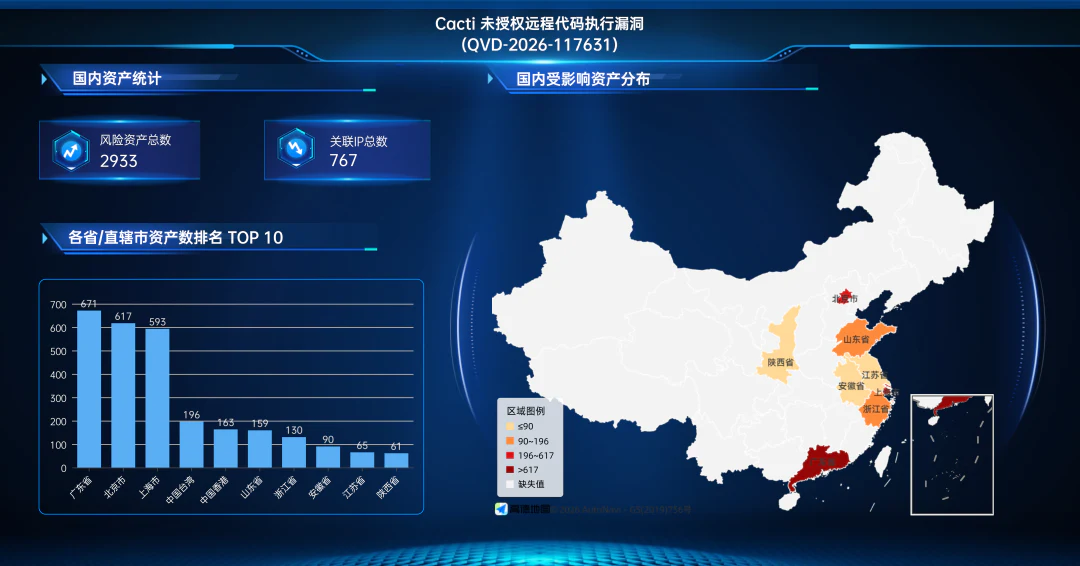 Cacti 未授权远程代码执行漏洞
(QVD-2026-117631)
国内资产统计
国内受影响资产分布
风险资产总数
2933
关联IP总数
767
各省/直辖市资产数排名 TOP 10
700
600
500
400
300
200
100
0
671
617
593
196
163
159
130
90
65
61
广东省
北京市
上海市
中国台湾
中国香港
山东省
浙江省
安徽省
江苏省
陕西省
北京市
山东省
陕西省
江苏省
安徽省
上海市
浙江省
区域图例
≤90
90~196
196~617
>617
缺失值
高德地图